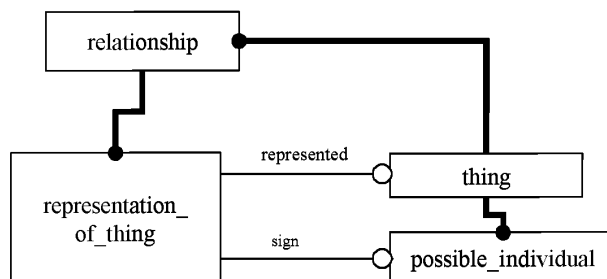 relationship
represented
thing
representation_
of_thing
sign
possible_individual